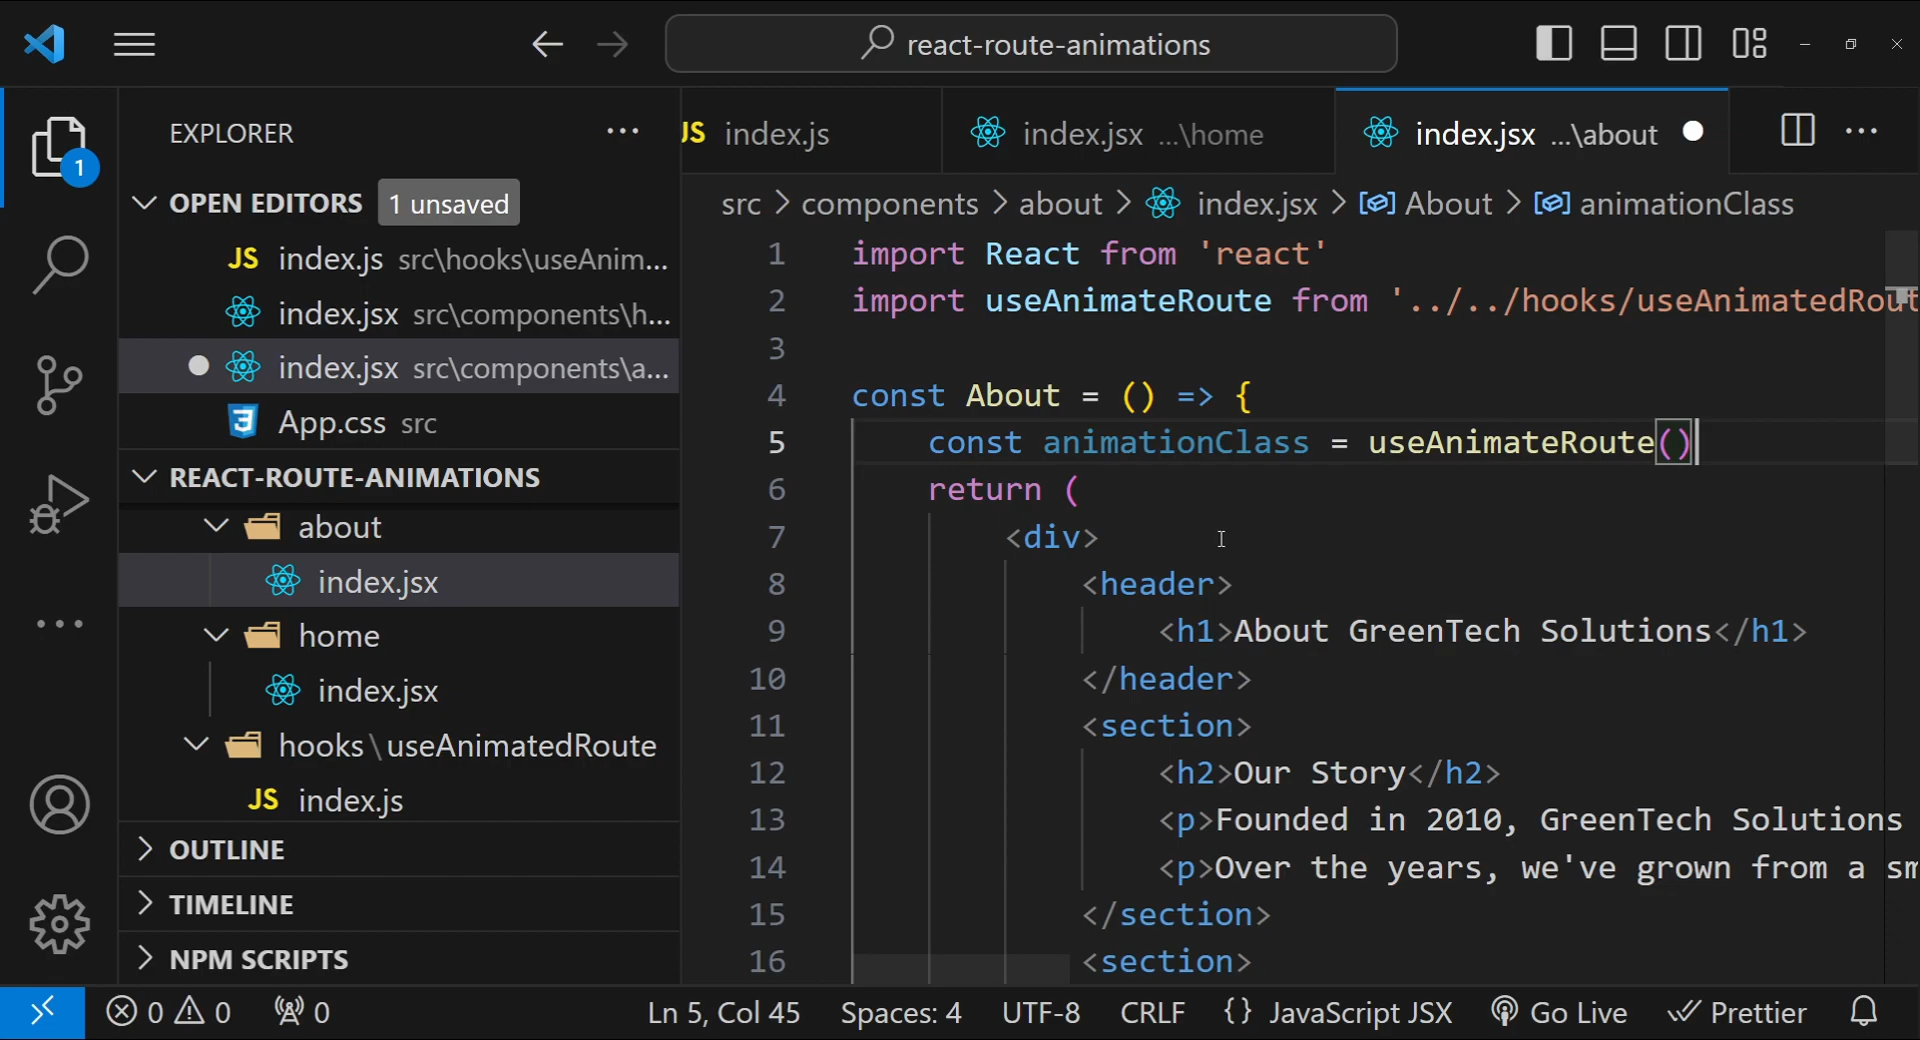 react-route-animations
EXPLORER
1
OPEN EDITORS 1 unsaved
JS index.js src\hooks\useAnim...
index.jsx src\components\h...
index.jsx src\components\a...
App.css src
REACT-ROUTE-ANIMATIONS
about
index.jsx
home
index.jsx
hooks\useAnimatedRoute
JS index.js
OUTLINE
TIMELINE
NPM SCRIPTS
JS index.js
index.jsx ...\home
index.jsx ...\about
src > components > about > index.jsx > About > animationClass
1 import React from 'react'
2 import useAnimateRoute from '../../hooks/useAnimatedRout
3
4 const About = () => {
5 const animationClass = useAnimateRoute()
6 return (
7 <div>
8 <header>
9 <h1>About GreenTech Solutions</h1>
10 </header>
11 <section>
12 <h2>Our Story</h2>
13 <p>Founded in 2010, GreenTech Solutions
14 <p>Over the years, we've grown from a sm
15 </section>
16 <section>
0 0 0 Ln 5, Col 45 Spaces: 4 UTF-8 CRLF {} JavaScript JSX Go Live Prettier